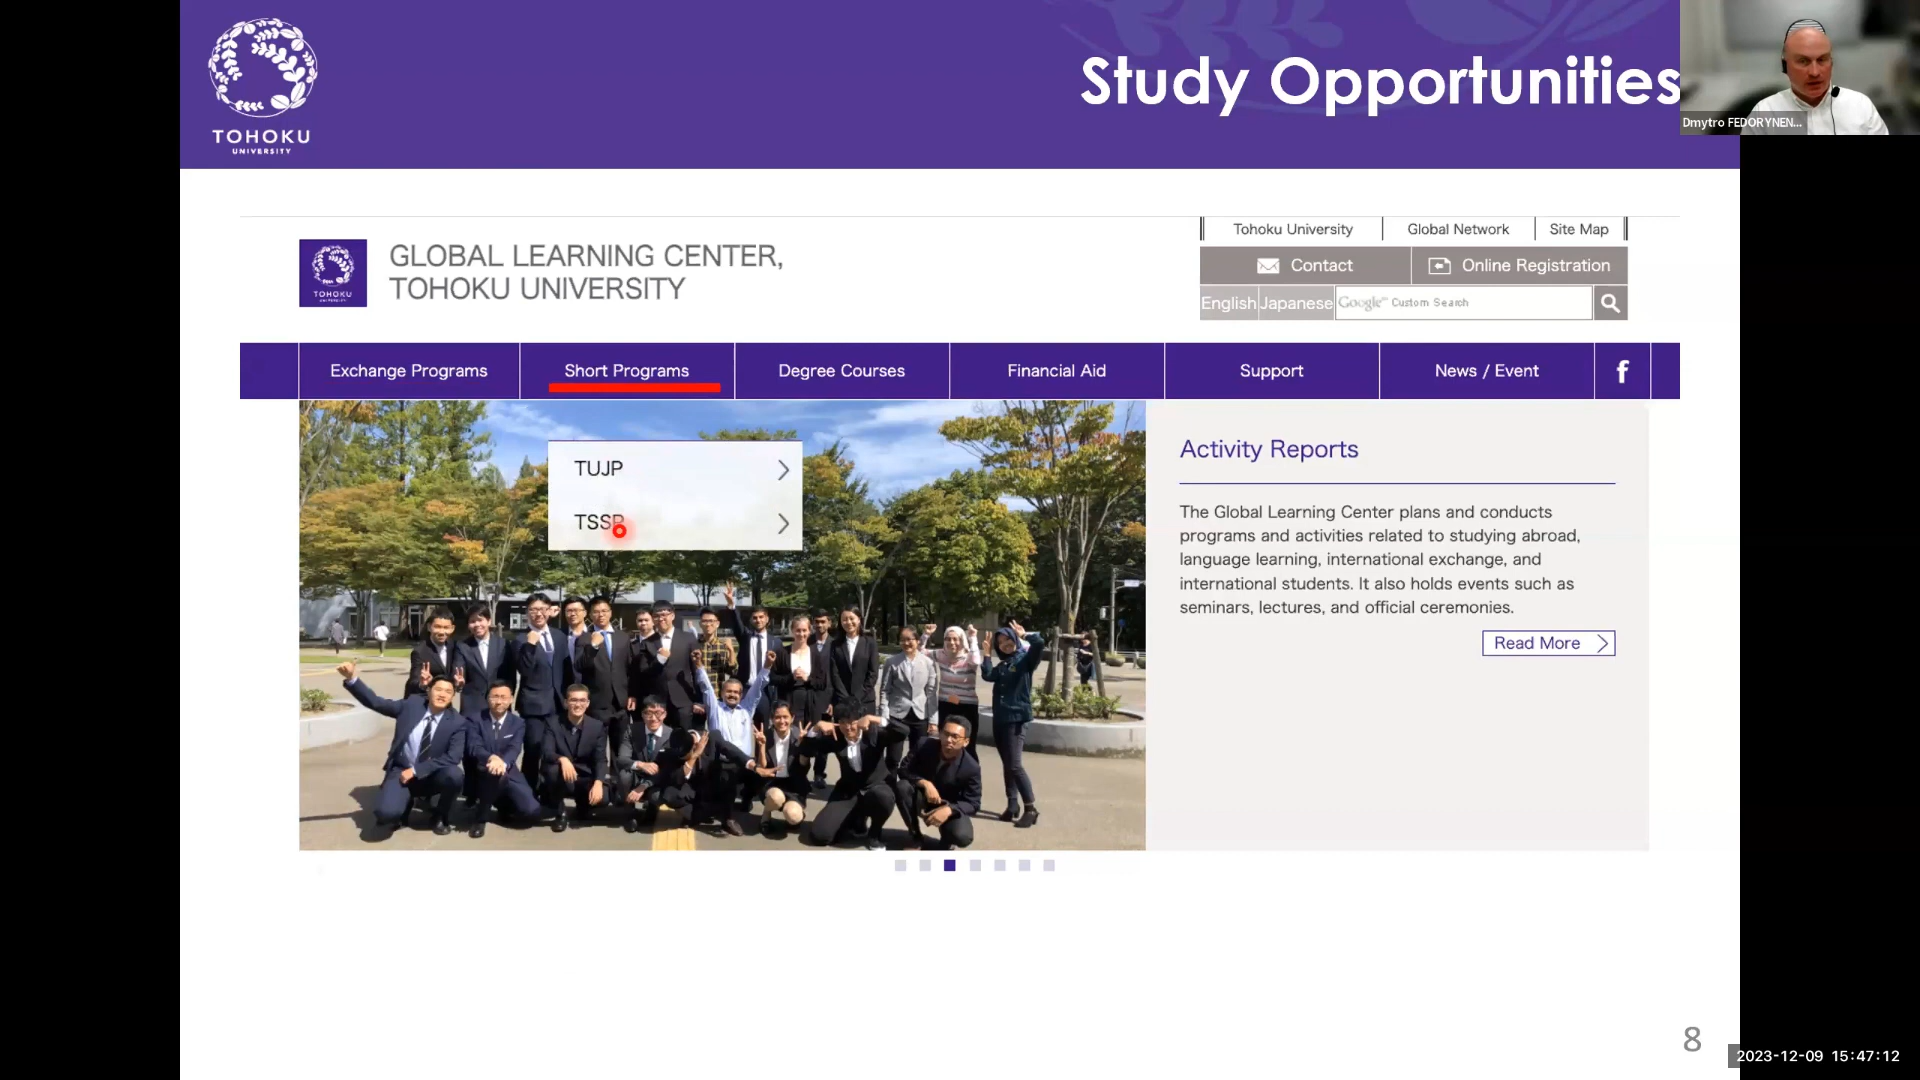 TOHOKU
UNIVERSITY
Study Opportunities
Dmytro FEDORYNEN...
TOHOKU
GLOBAL LEARNING CENTER,
TOHOKU UNIVERSITY
Tohoku University
Global Network
Site Map
Contact
Online Registration
English
Japanese
Google™ Custom Search
Exchange Programs
Short Programs
Degree Courses
Financial Aid
Support
News / Event
f
TUJP
TSSP
Activity Reports
The Global Learning Center plans and conducts
programs and activities related to studying abroad,
language learning, international exchange, and
international students. It also holds events such as
seminars, lectures, and official ceremonies.
Read More
8
2023-12-09 15:47:12